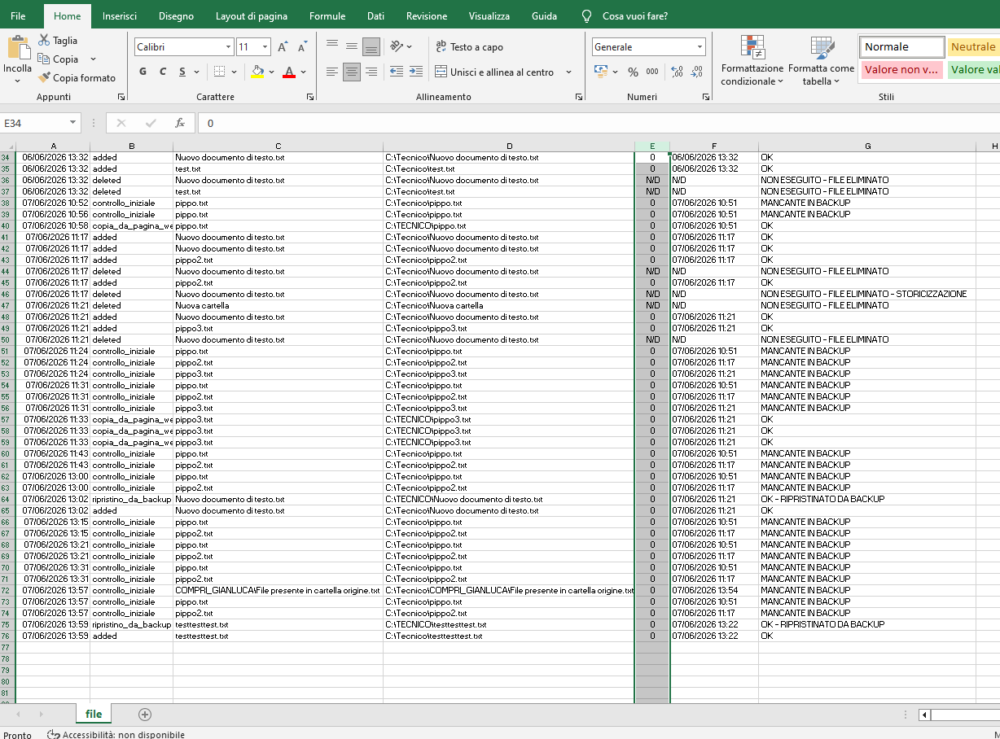 File Home Inserisci Disegno Layout di pagina Formule Dati Revisione Visualizza Guida Cosa vuoi fare?
Incolla
Taglia
Copia
Copia formato
Appunti
Calibri 11 A A
G C S A
Carattere
Testo a capo
Unisci e allinea al centro
Allineamento
Generale
% 000
Numeri
Formattazione condizionale
Formatta come tabella
Normale Neutrale
Valore non v... Valore val
Stili
E34 fx 0
A B C D E F G H
34 06/06/2026 13:32 added Nuovo documento di testo.txt C:\Tecnico\Nuovo documento di testo.txt 0 06/06/2026 13:32 OK
35 06/06/2026 13:32 added test.txt C:\Tecnico\test.txt 0 06/06/2026 13:32 OK
36 06/06/2026 13:32 deleted Nuovo documento di testo.txt C:\Tecnico\Nuovo documento di testo.txt N/D N/D NON ESEGUITO - FILE ELIMINATO
37 06/06/2026 13:32 deleted test.txt C:\Tecnico\test.txt N/D N/D NON ESEGUITO - FILE ELIMINATO
38 07/06/2026 10:52 controllo_iniziale pippo.txt C:\Tecnico\pippo.txt 0 07/06/2026 10:51 MANCANTE IN BACKUP
39 07/06/2026 10:56 controllo_iniziale pippo.txt C:\Tecnico\pippo.txt 0 07/06/2026 10:51 MANCANTE IN BACKUP
40 07/06/2026 10:58 copia_da_pagina_we pippo.txt C:\TECNICO\pippo.txt 0 07/06/2026 10:51 OK
41 07/06/2026 11:17 added Nuovo documento di testo.txt C:\Tecnico\Nuovo documento di testo.txt 0 07/06/2026 11:17 OK
42 07/06/2026 11:17 added Nuovo documento di testo.txt C:\Tecnico\Nuovo documento di testo.txt 0 07/06/2026 11:17 OK
43 07/06/2026 11:17 added pippo2.txt C:\Tecnico\pippo2.txt 0 07/06/2026 11:17 OK
44 07/06/2026 11:17 deleted Nuovo documento di testo.txt C:\Tecnico\Nuovo documento di testo.txt N/D N/D NON ESEGUITO - FILE ELIMINATO
45 07/06/2026 11:17 added pippo2.txt C:\Tecnico\pippo2.txt 0 07/06/2026 11:17 OK
46 07/06/2026 11:17 deleted Nuovo documento di testo.txt C:\Tecnico\Nuovo documento di testo.txt N/D N/D NON ESEGUITO - FILE ELIMINATO - STORICIZZAZIONE
47 07/06/2026 11:21 deleted Nuova cartella C:\Tecnico\Nuova cartella N/D N/D NON ESEGUITO - FILE ELIMINATO
48 07/06/2026 11:21 added Nuovo documento di testo.txt C:\Tecnico\Nuovo documento di testo.txt 0 07/06/2026 11:21 OK
49 07/06/2026 11:21 added pippo3.txt C:\Tecnico\pippo3.txt 0 07/06/2026 11:21 OK
50 07/06/2026 11:21 deleted Nuovo documento di testo.txt C:\Tecnico\Nuovo documento di testo.txt N/D N/D NON ESEGUITO - FILE ELIMINATO
51 07/06/2026 11:24 controllo_iniziale pippo.txt C:\Tecnico\pippo.txt 0 07/06/2026 10:51 MANCANTE IN BACKUP
52 07/06/2026 11:24 controllo_iniziale pippo2.txt C:\Tecnico\pippo2.txt 0 07/06/2026 11:17 MANCANTE IN BACKUP
53 07/06/2026 11:24 controllo_iniziale pippo3.txt C:\Tecnico\pippo3.txt 0 07/06/2026 11:21 MANCANTE IN BACKUP
54 07/06/2026 11:31 controllo_iniziale pippo.txt C:\Tecnico\pippo.txt 0 07/06/2026 10:51 MANCANTE IN BACKUP
55 07/06/2026 11:31 controllo_iniziale pippo2.txt C:\Tecnico\pippo2.txt 0 07/06/2026 11:17 MANCANTE IN BACKUP
56 07/06/2026 11:31 controllo_iniziale pippo3.txt C:\Tecnico\pippo3.txt 0 07/06/2026 11:21 MANCANTE IN BACKUP
57 07/06/2026 11:33 copia_da_pagina_we pippo3.txt C:\TECNICO\pippo3.txt 0 07/06/2026 11:21 OK
58 07/06/2026 11:33 copia_da_pagina_we pippo3.txt C:\TECNICO\pippo3.txt 0 07/06/2026 11:21 OK
59 07/06/2026 11:33 copia_da_pagina_we pippo3.txt C:\TECNICO\pippo3.txt 0 07/06/2026 11:21 OK
60 07/06/2026 11:43 controllo_iniziale pippo.txt C:\Tecnico\pippo.txt 0 07/06/2026 10:51 MANCANTE IN BACKUP
61 07/06/2026 11:43 controllo_iniziale pippo2.txt C:\Tecnico\pippo2.txt 0 07/06/2026 11:17 MANCANTE IN BACKUP
62 07/06/2026 13:00 controllo_iniziale pippo.txt C:\Tecnico\pippo.txt 0 07/06/2026 10:51 MANCANTE IN BACKUP
63 07/06/2026 13:00 controllo_iniziale pippo2.txt C:\Tecnico\pippo2.txt 0 07/06/2026 11:17 MANCANTE IN BACKUP
64 07/06/2026 13:02 ripristino_da_backup Nuovo documento di testo.txt C:\TECNICO\Nuovo documento di testo.txt 0 07/06/2026 11:21 OK - RIPRISTINATO DA BACKUP
65 07/06/2026 13:02 added Nuovo documento di testo.txt C:\Tecnico\Nuovo documento di testo.txt 0 07/06/2026 11:21 OK
66 07/06/2026 13:15 controllo_iniziale pippo.txt C:\Tecnico\pippo.txt 0 07/06/2026 10:51 MANCANTE IN BACKUP
67 07/06/2026 13:15 controllo_iniziale pippo2.txt C:\Tecnico\pippo2.txt 0 07/06/2026 11:17 MANCANTE IN BACKUP
68 07/06/2026 13:21 controllo_iniziale pippo.txt C:\Tecnico\pippo.txt 0 07/06/2026 10:51 MANCANTE IN BACKUP
69 07/06/2026 13:21 controllo_iniziale pippo2.txt C:\Tecnico\pippo2.txt 0 07/06/2026 11:17 MANCANTE IN BACKUP
70 07/06/2026 13:31 controllo_iniziale pippo.txt C:\Tecnico\pippo.txt 0 07/06/2026 10:51 MANCANTE IN BACKUP
71 07/06/2026 13:31 controllo_iniziale pippo2.txt C:\Tecnico\pippo2.txt 0 07/06/2026 11:17 MANCANTE IN BACKUP
72 07/06/2026 13:57 controllo_iniziale COMPRI_GIANLUCA\File presente in cartella origine.txt C:\Tecnico\COMPRI_GIANLUCA\File presente in cartella origine.txt 0 07/06/2026 13:54 MANCANTE IN BACKUP
73 07/06/2026 13:57 controllo_iniziale pippo.txt C:\Tecnico\pippo.txt 0 07/06/2026 10:51 MANCANTE IN BACKUP
74 07/06/2026 13:57 controllo_iniziale pippo2.txt C:\Tecnico\pippo2.txt 0 07/06/2026 11:17 MANCANTE IN BACKUP
75 07/06/2026 13:59 ripristino_da_backup testtesttest.txt C:\TECNICO\testtesttest.txt 0 07/06/2026 13:22 OK - RIPRISTINATO DA BACKUP
76 07/06/2026 13:59 added testtesttest.txt C:\Tecnico\testtesttest.txt 0 07/06/2026 13:22 OK
77
78
79
80
81
file
Pronto Accessibilità: non disponibile